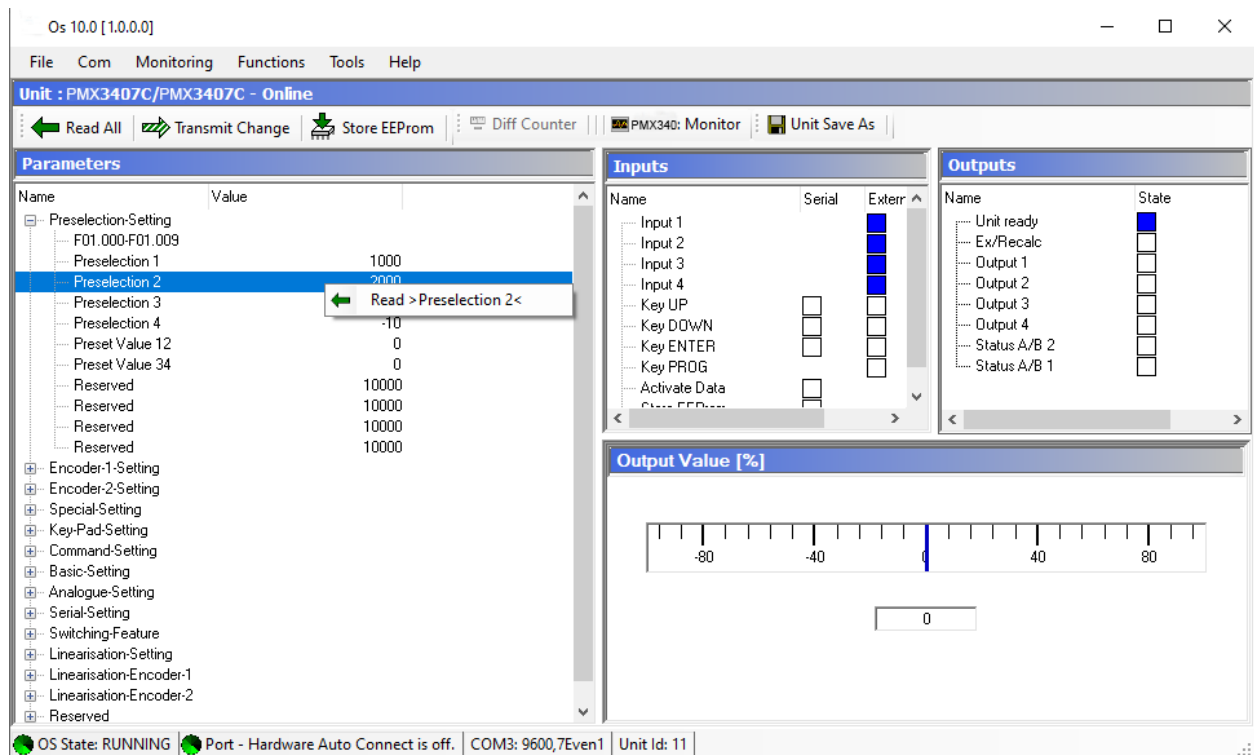 Os 10.0 [1.0.0.0]
File Com Monitoring Functions Tools Help
Unit : PMX3407C/PMX3407C - Online
Read All Transmit Change Store EEProm Diff Counter PMX340: Monitor Unit Save As
Parameters
Name Value
Preselection-Setting
F01.000-F01.009
Preselection 1 1000
Preselection 2 2000
Read >Preselection 2<
Preselection 3
Preselection 4 -10
Preset Value 12 0
Preset Value 34 0
Reserved 10000
Reserved 10000
Reserved 10000
Reserved 10000
Encoder-1-Setting
Encoder-2-Setting
Special-Setting
Key-Pad-Setting
Command-Setting
Basic-Setting
Analogue-Setting
Serial-Setting
Switching-Feature
Linearisation-Setting
Linearisation-Encoder-1
Linearisation-Encoder-2
Reserved
Inputs
Name Serial Extern
Input 1
Input 2
Input 3
Input 4
Key UP
Key DOWN
Key ENTER
Key PROG
Activate Data
Store EEProm
Outputs
Name State
Unit ready
Ex/Recalc
Output 1
Output 2
Output 3
Output 4
Status A/B 2
Status A/B 1
Output Value [%]
-80 -40 0 40 80
0
OS State: RUNNING Port - Hardware Auto Connect is off. COM3: 9600,7Even1 Unit Id: 11